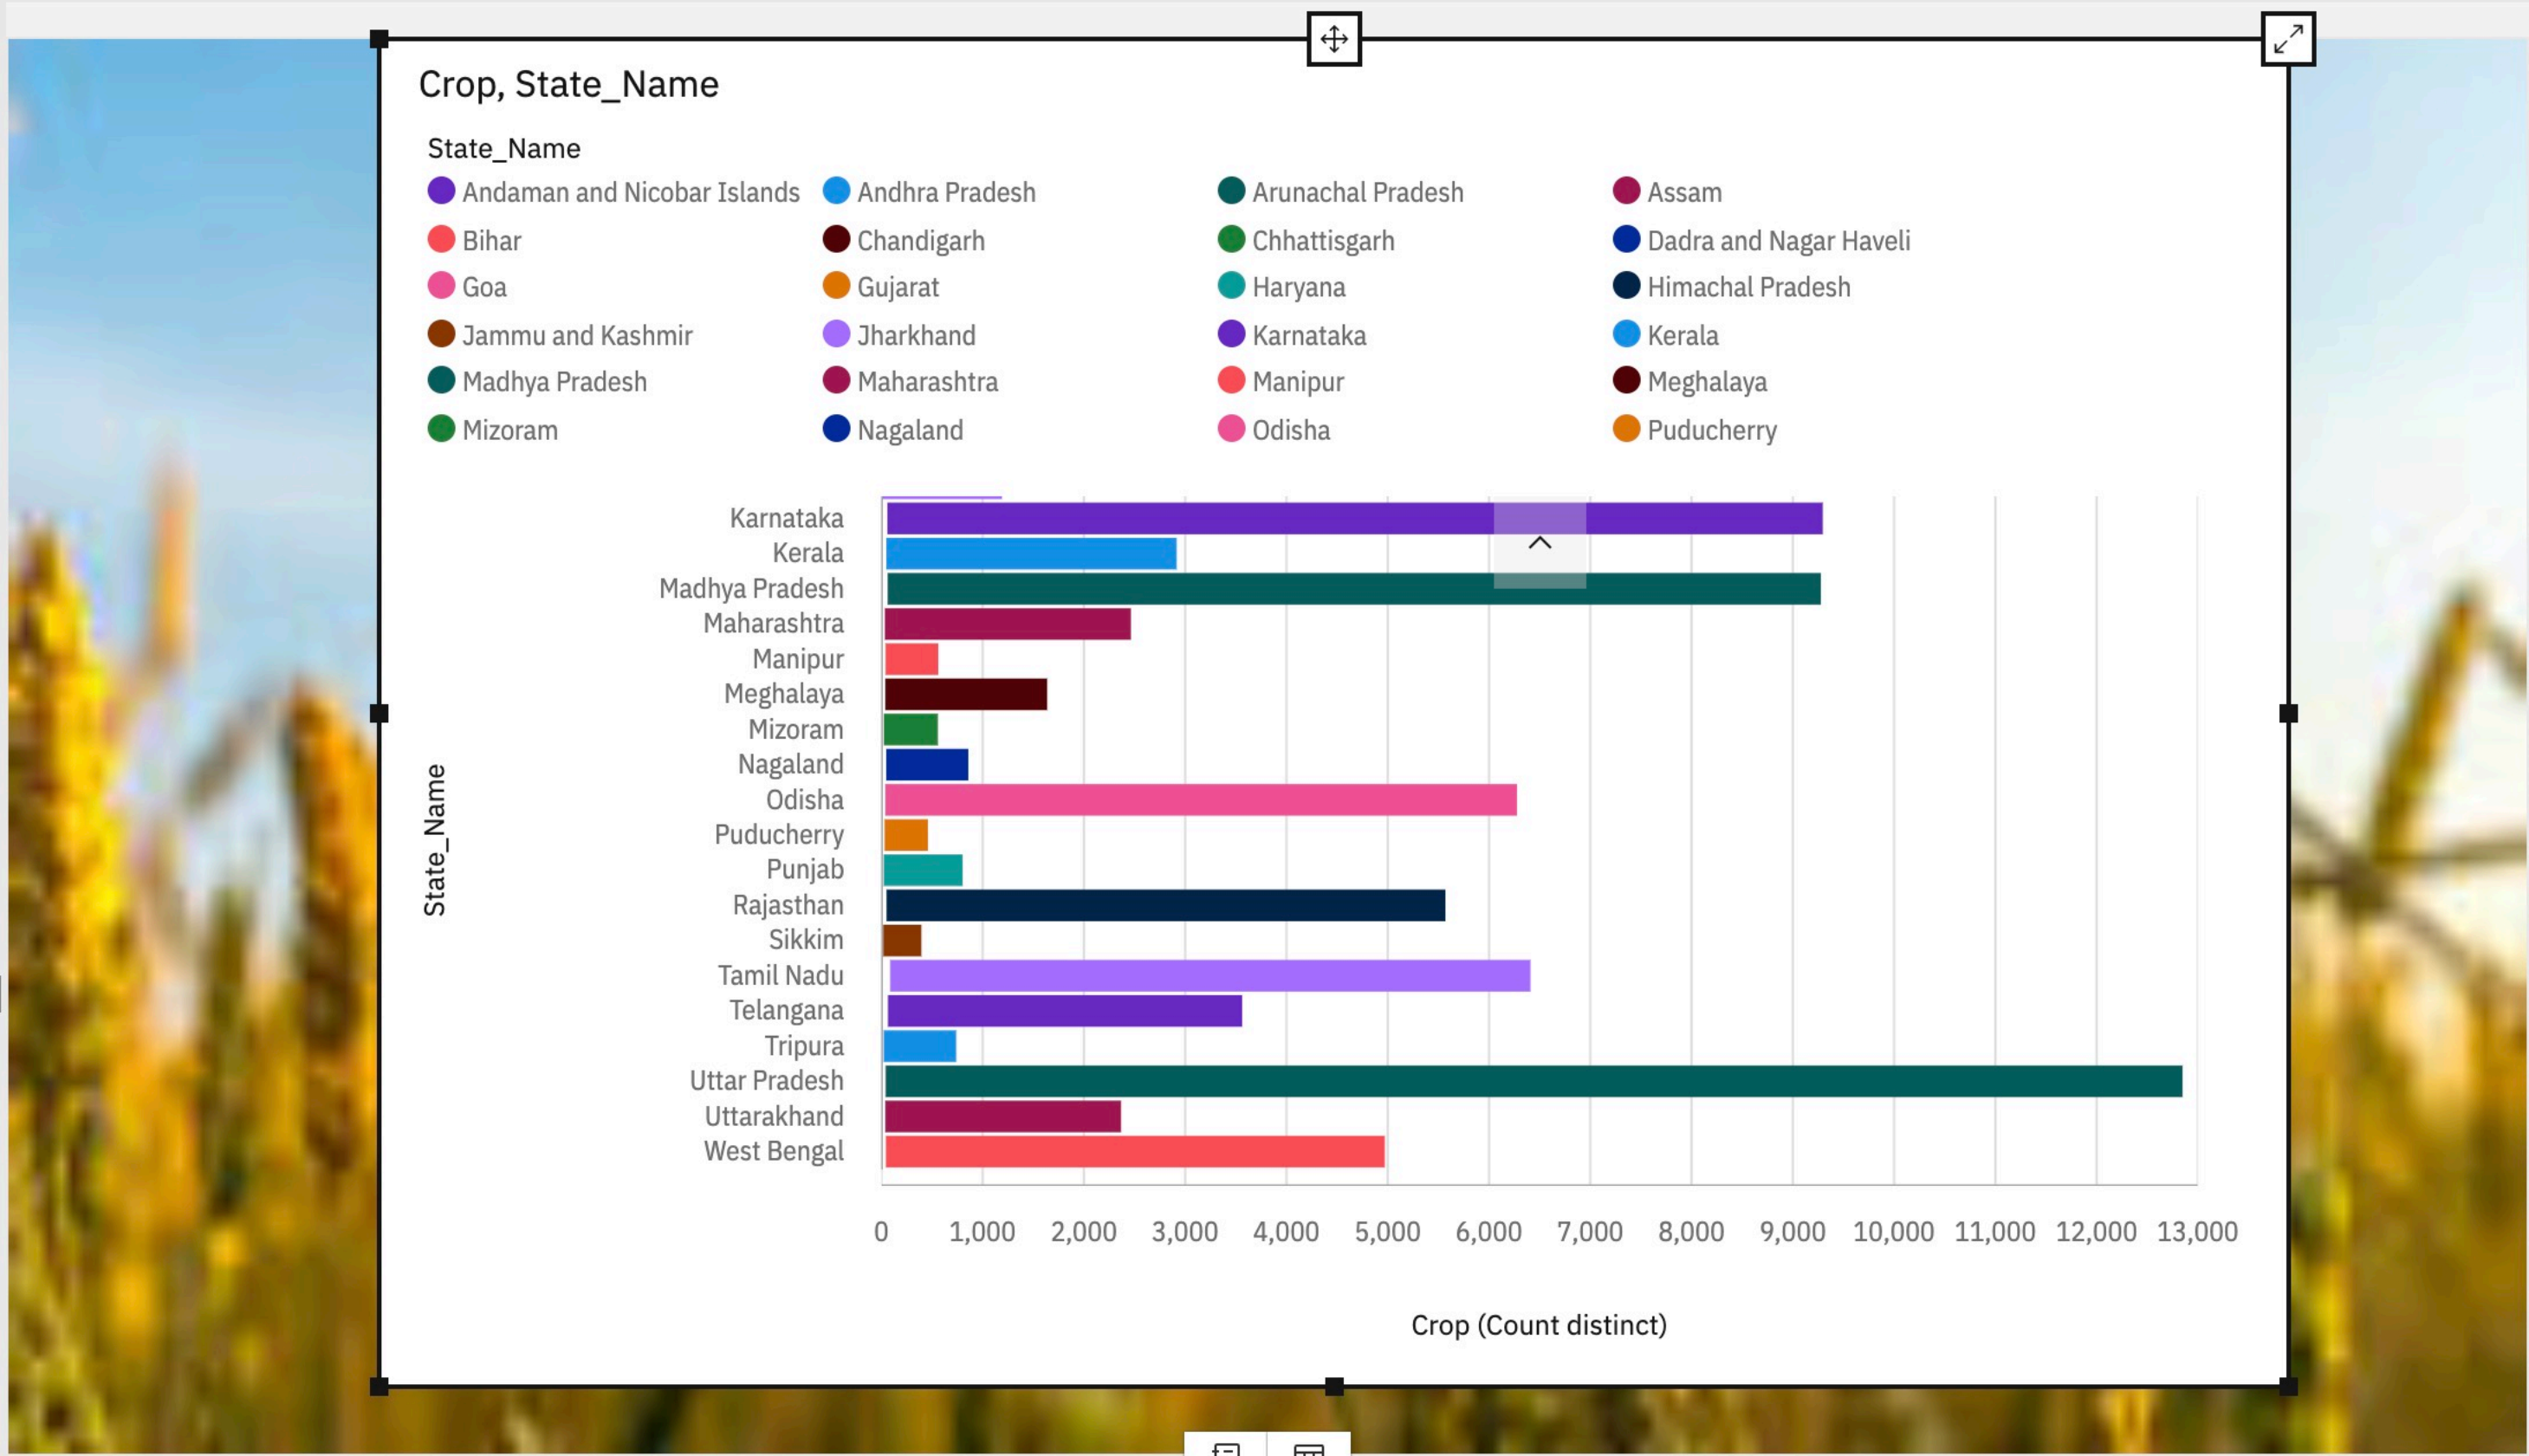 Crop, State_Name
State_Name
Andaman and Nicobar Islands Andhra Pradesh Arunachal Pradesh Assam
Bihar Chandigarh Chhattisgarh Dadra and Nagar Haveli
Goa Gujarat Haryana Himachal Pradesh
Jammu and Kashmir Jharkhand Karnataka Kerala
Madhya Pradesh Maharashtra Manipur Meghalaya
Mizoram Nagaland Odisha Puducherry
State_Name
Karnataka
Kerala
Madhya Pradesh
Maharashtra
Manipur
Meghalaya
Mizoram
Nagaland
Odisha
Puducherry
Punjab
Rajasthan
Sikkim
Tamil Nadu
Telangana
Tripura
Uttar Pradesh
Uttarakhand
West Bengal
0 1,000 2,000 3,000 4,000 5,000 6,000 7,000 8,000 9,000 10,000 11,000 12,000 13,000
Crop (Count distinct)